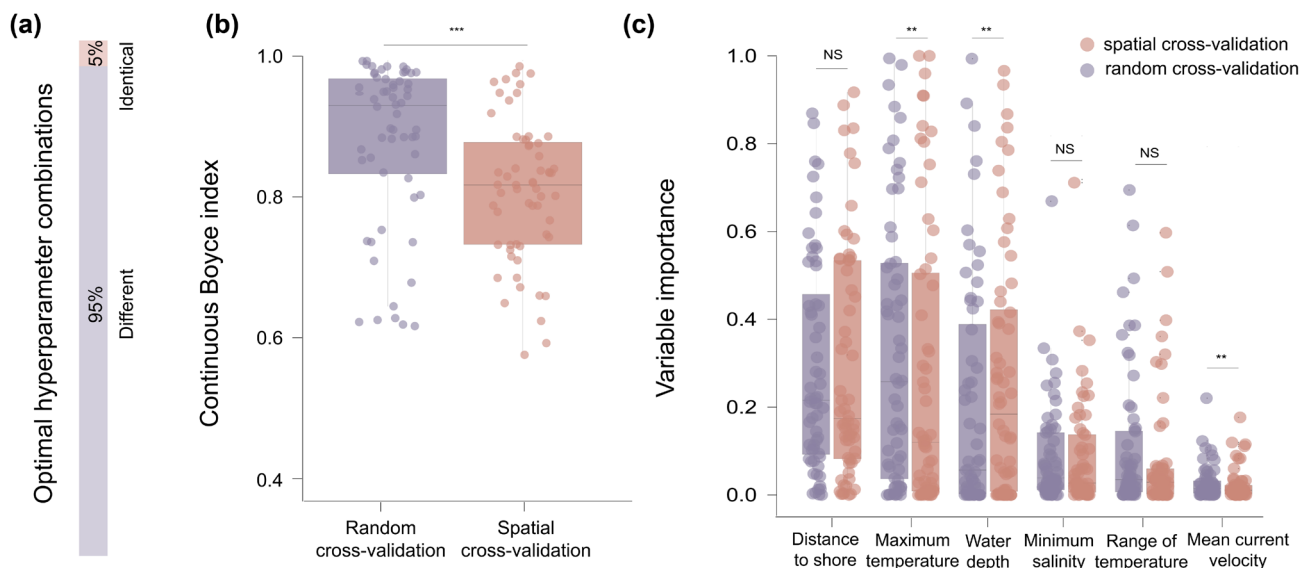 (a)
Optimal hyperparameter combinations
5%
Identical
95%
Different
(b)
Continuous Boyce index
***
1.0
0.8
0.6
0.4
Random
cross-validation
Spatial
cross-validation
(c)
Variable importance
spatial cross-validation
random cross-validation
1.0
0.8
0.6
0.4
0.2
0.0
NS
**
**
NS
NS
**
Distance
to shore
Maximum
temperature
Water
depth
Minimum
salinity
Range of
temperature
Mean current
velocity